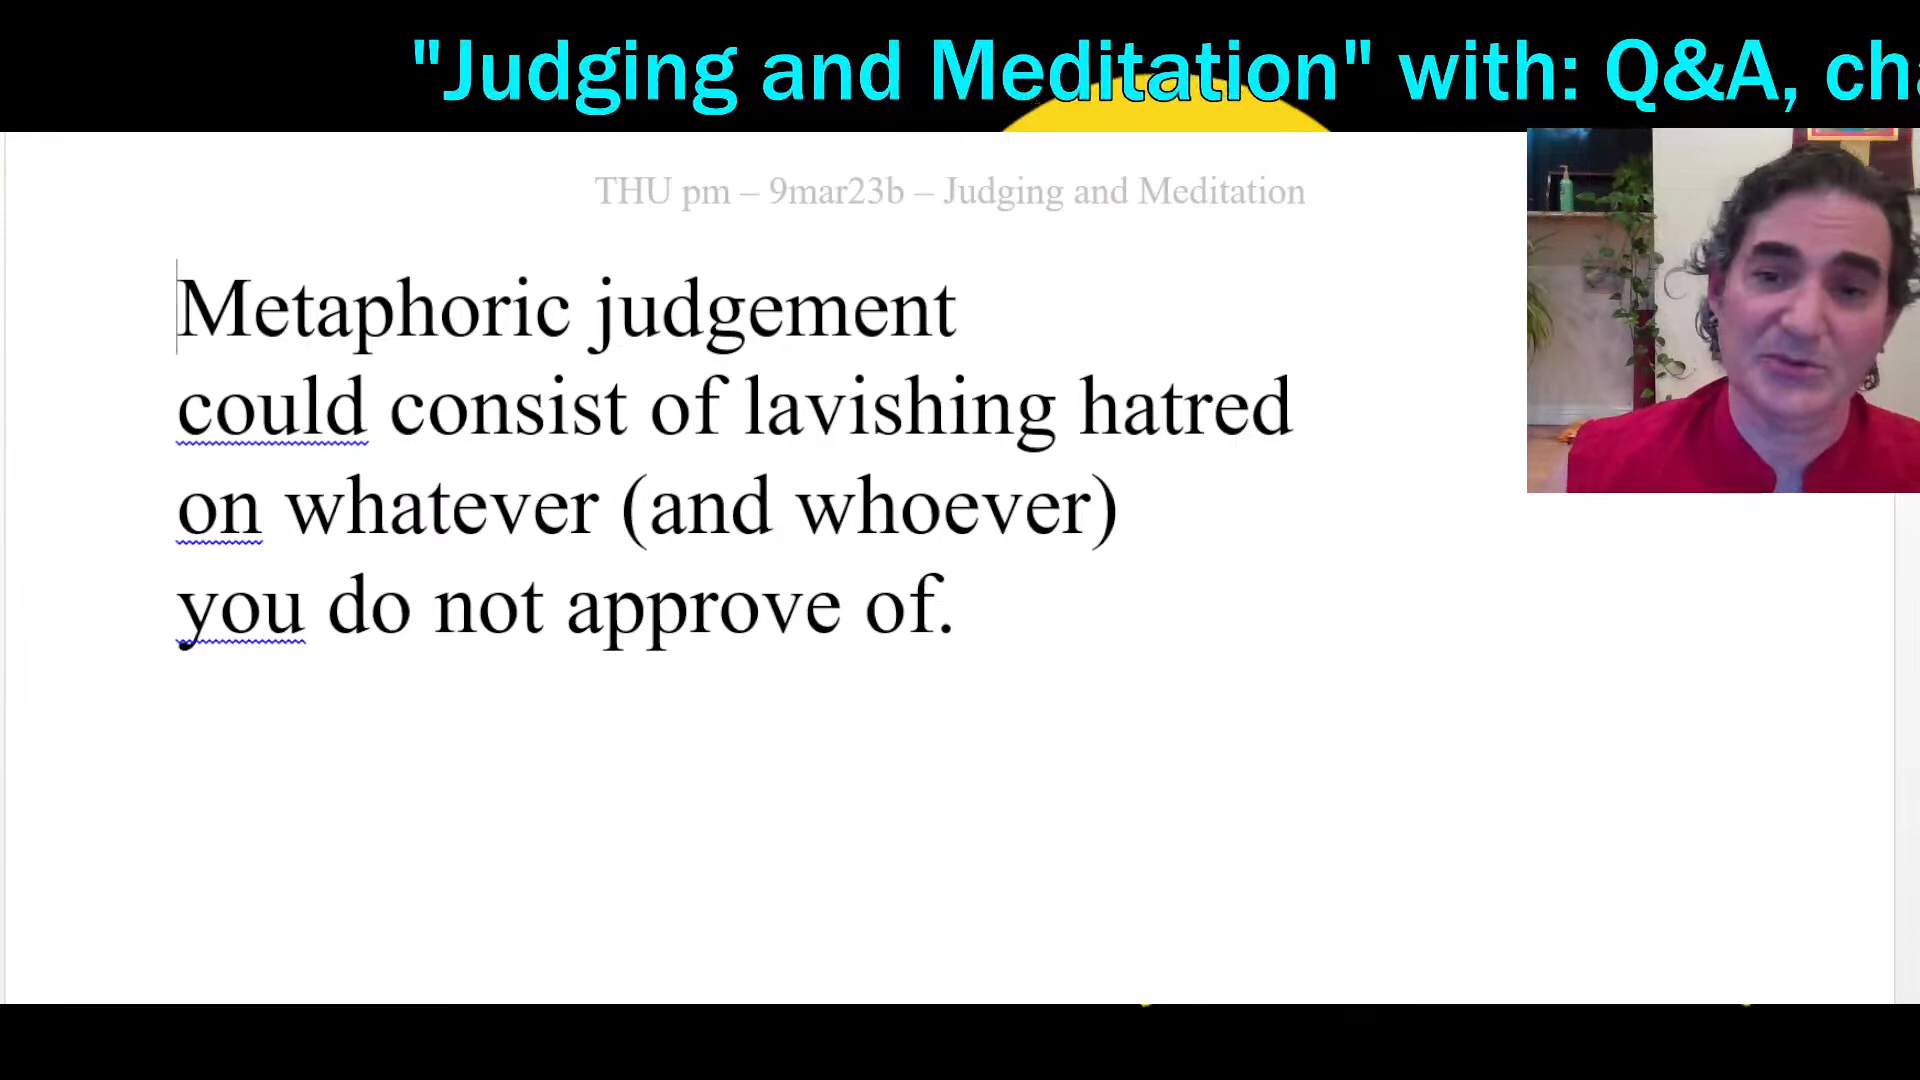 "Judging and Meditation" with: Q&A, cha
THU pm – 9mar23b – Judging and Meditation
Metaphoric judgement
could consist of lavishing hatred
on whatever (and whoever)
you do not approve of.